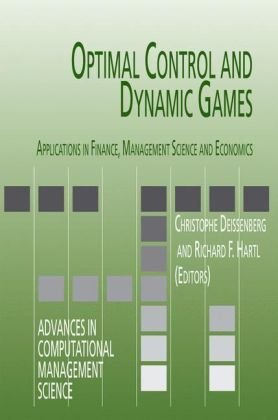 OPTIMAL CONTROL AND
DYNAMIC GAMES
APPLICATIONS IN FINANCE, MANAGEMENT SCIENCE AND ECONOMICS
CHRISTOPHE DEISSENBERG
AND RICHARD F. HARTL
(EDITORS)
ADVANCES IN
COMPUTATIONAL
MANAGEMENT
SCIENCE